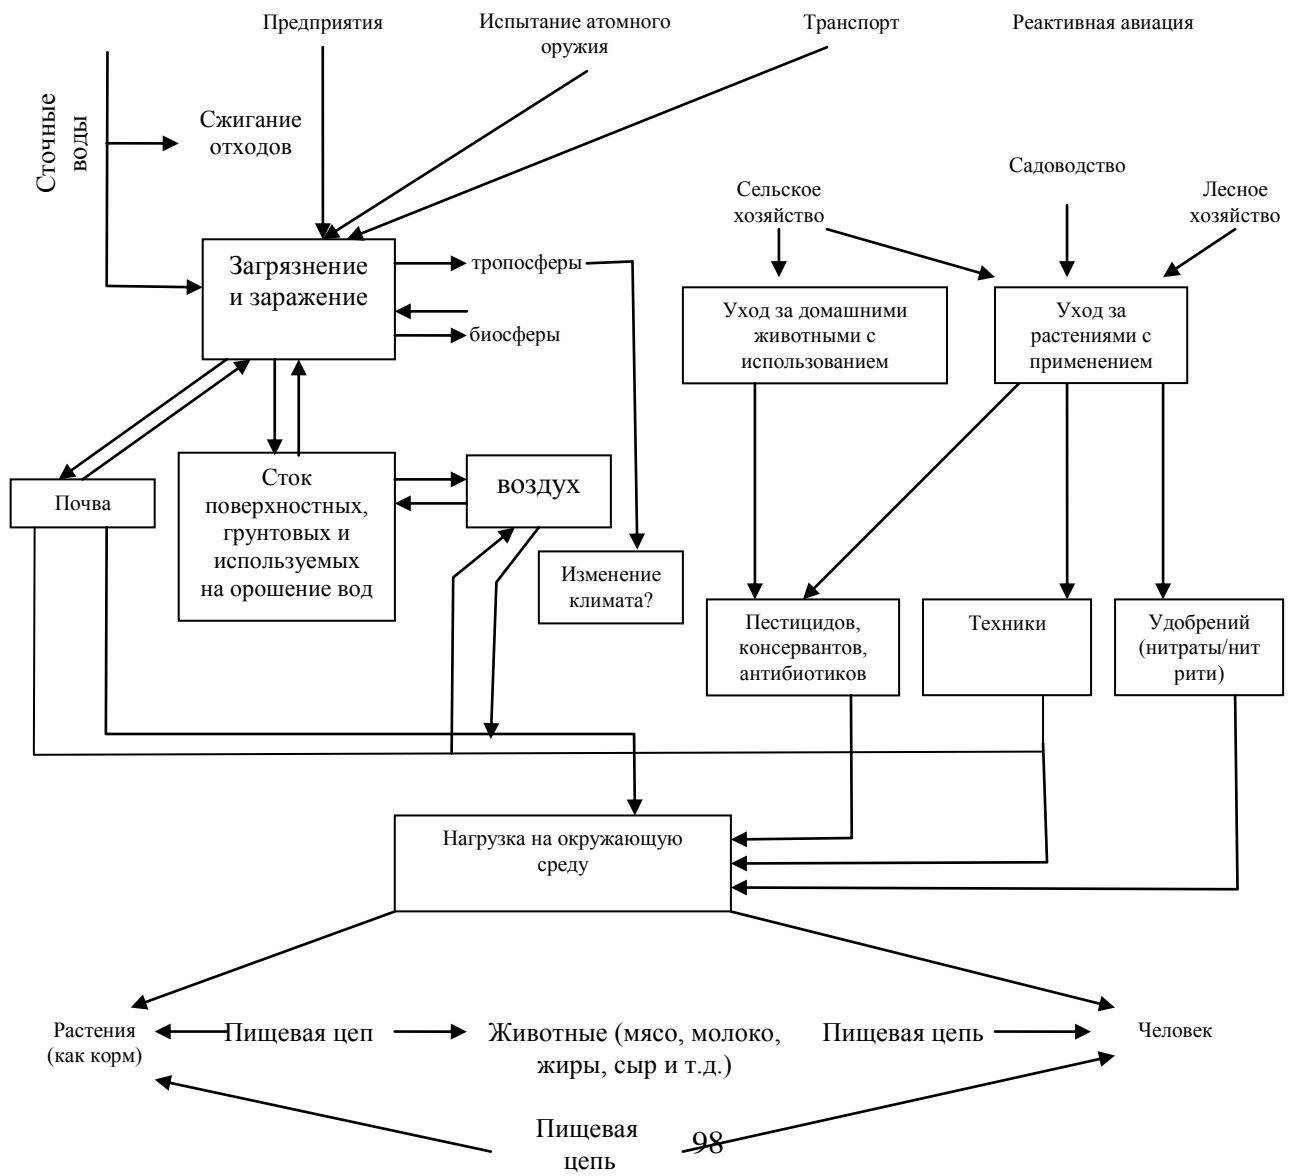 Предприятия
Испытание атомного
оружия
Транспорт
Реактивная авиация
Сточные
воды
Сжигание
отходов
Сельское
хозяйство
Садоводство
Лесное
хозяйство
Загрязнение
и заражение
тропосферы
биосферы
Уход за домашними
животными с
использованием
Уход за
растениями с
применением
Почва
Сток
поверхностных,
грунтовых и
используемых
на орошение вод
воздух
Изменение
климата?
Пестицидов,
консервантов,
антибиотиков
Техники
Удобрений
(нитраты/нит
рити)
Нагрузка на окружающую
среду
Растения
(как корм)
Пищевая цеп
Животные (мясо, молоко,
жиры, сыр и т.д.)
Пищевая цепь
Человек
Пищевая
цепь
98